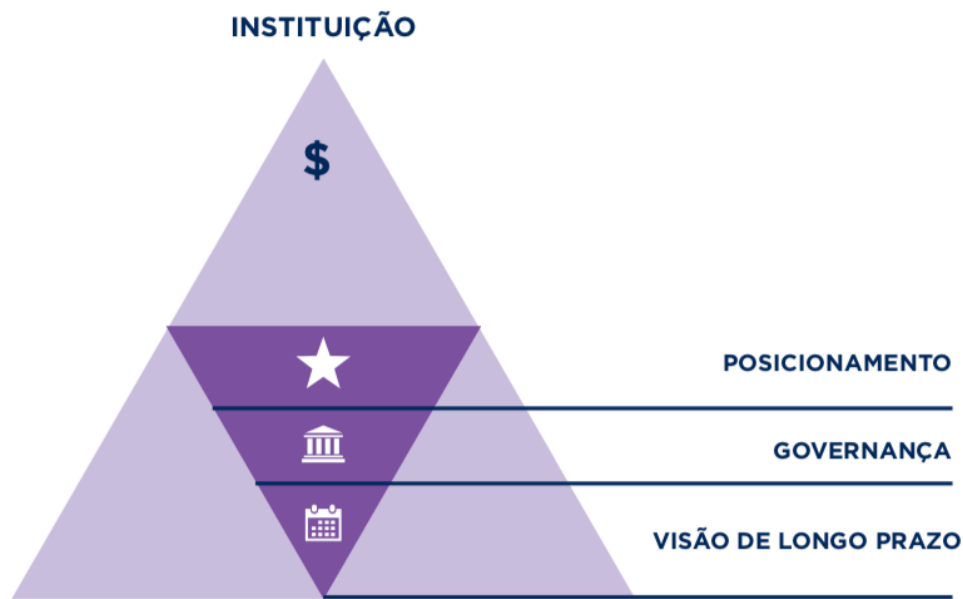 INSTITUIÇÃO
$
POSICIONAMENTO
GOVERNANÇA
VISÃO DE LONGO PRAZO